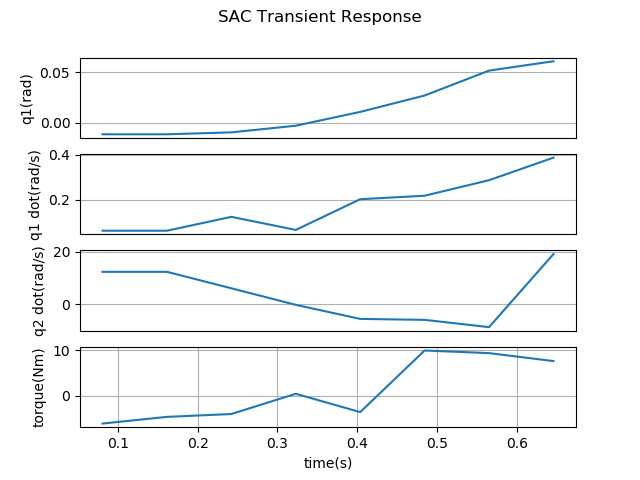 SAC Transient Response
q1(rad)
0.05
0.00
q1 dot(rad/s)
0.4
0.2
q2 dot(rad/s)
20
0
torque(Nm)
10
0
0.1 0.2 0.3 0.4 0.5 0.6
time(s)